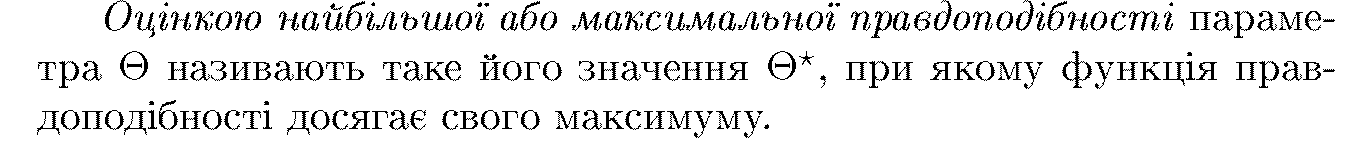 Оцінкою найбільшої або максимальної правдоподібності параме-
тра Θ називають таке його значення Θ⋆, при якому функція прав-
доподібності досягає свого максимуму.